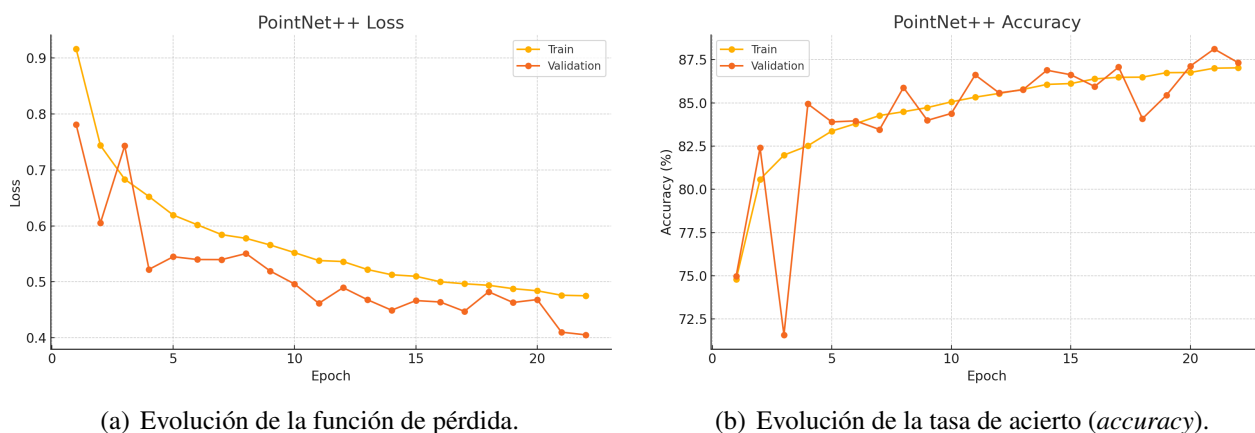 PointNet++ Loss
Train
Validation
0.9
0.8
0.7
0.6
0.5
0.4
Loss
0
5
10
15
20
Epoch
(a) Evolución de la función de pérdida.
PointNet++ Accuracy
Train
Validation
87.5
85.0
82.5
80.0
77.5
75.0
72.5
Accuracy (%)
0
5
10
15
20
Epoch
(b) Evolución de la tasa de acierto (accuracy).